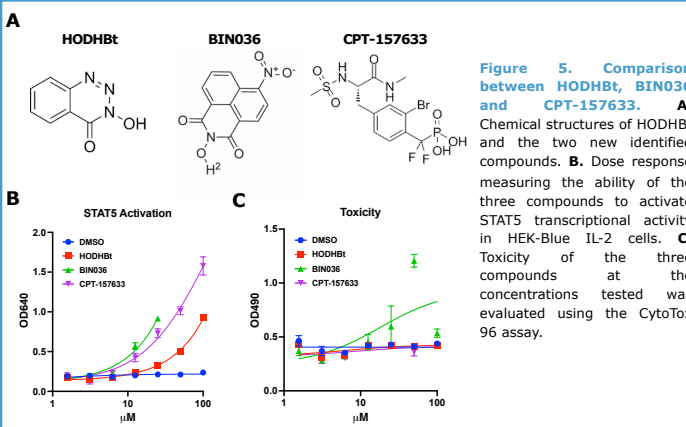 A
HODHBt
BIN036
CPT-157633
N
N
N
OH
O
O
N+
O-
O
N
O
O
H2
O
S
O
H
N
O
N
H
Br
O
P
OH
OH
F F
Figure 5. Comparison
between HODHBt, BIN036
and CPT-157633. A
Chemical structures of HODHB
and the two new identified
compounds. B. Dose response
measuring the ability of the
three compounds to activate
STAT5 transcriptional activity
in HEK-Blue IL-2 cells. C
Toxicity of the three
compounds at the
concentrations tested wa
evaluated using the CytoTox
96 assay.
B
STAT5 Activation
2.0
1.5
1.0
0.5
0.0
OD640
DMSO
HODHBt
BIN036
CPT-157633
1
10
100
μM
C
Toxicity
1.5
1.0
0.5
0.0
OD490
DMSO
HODHBt
BIN036
CPT-157633
1
10
100
μM